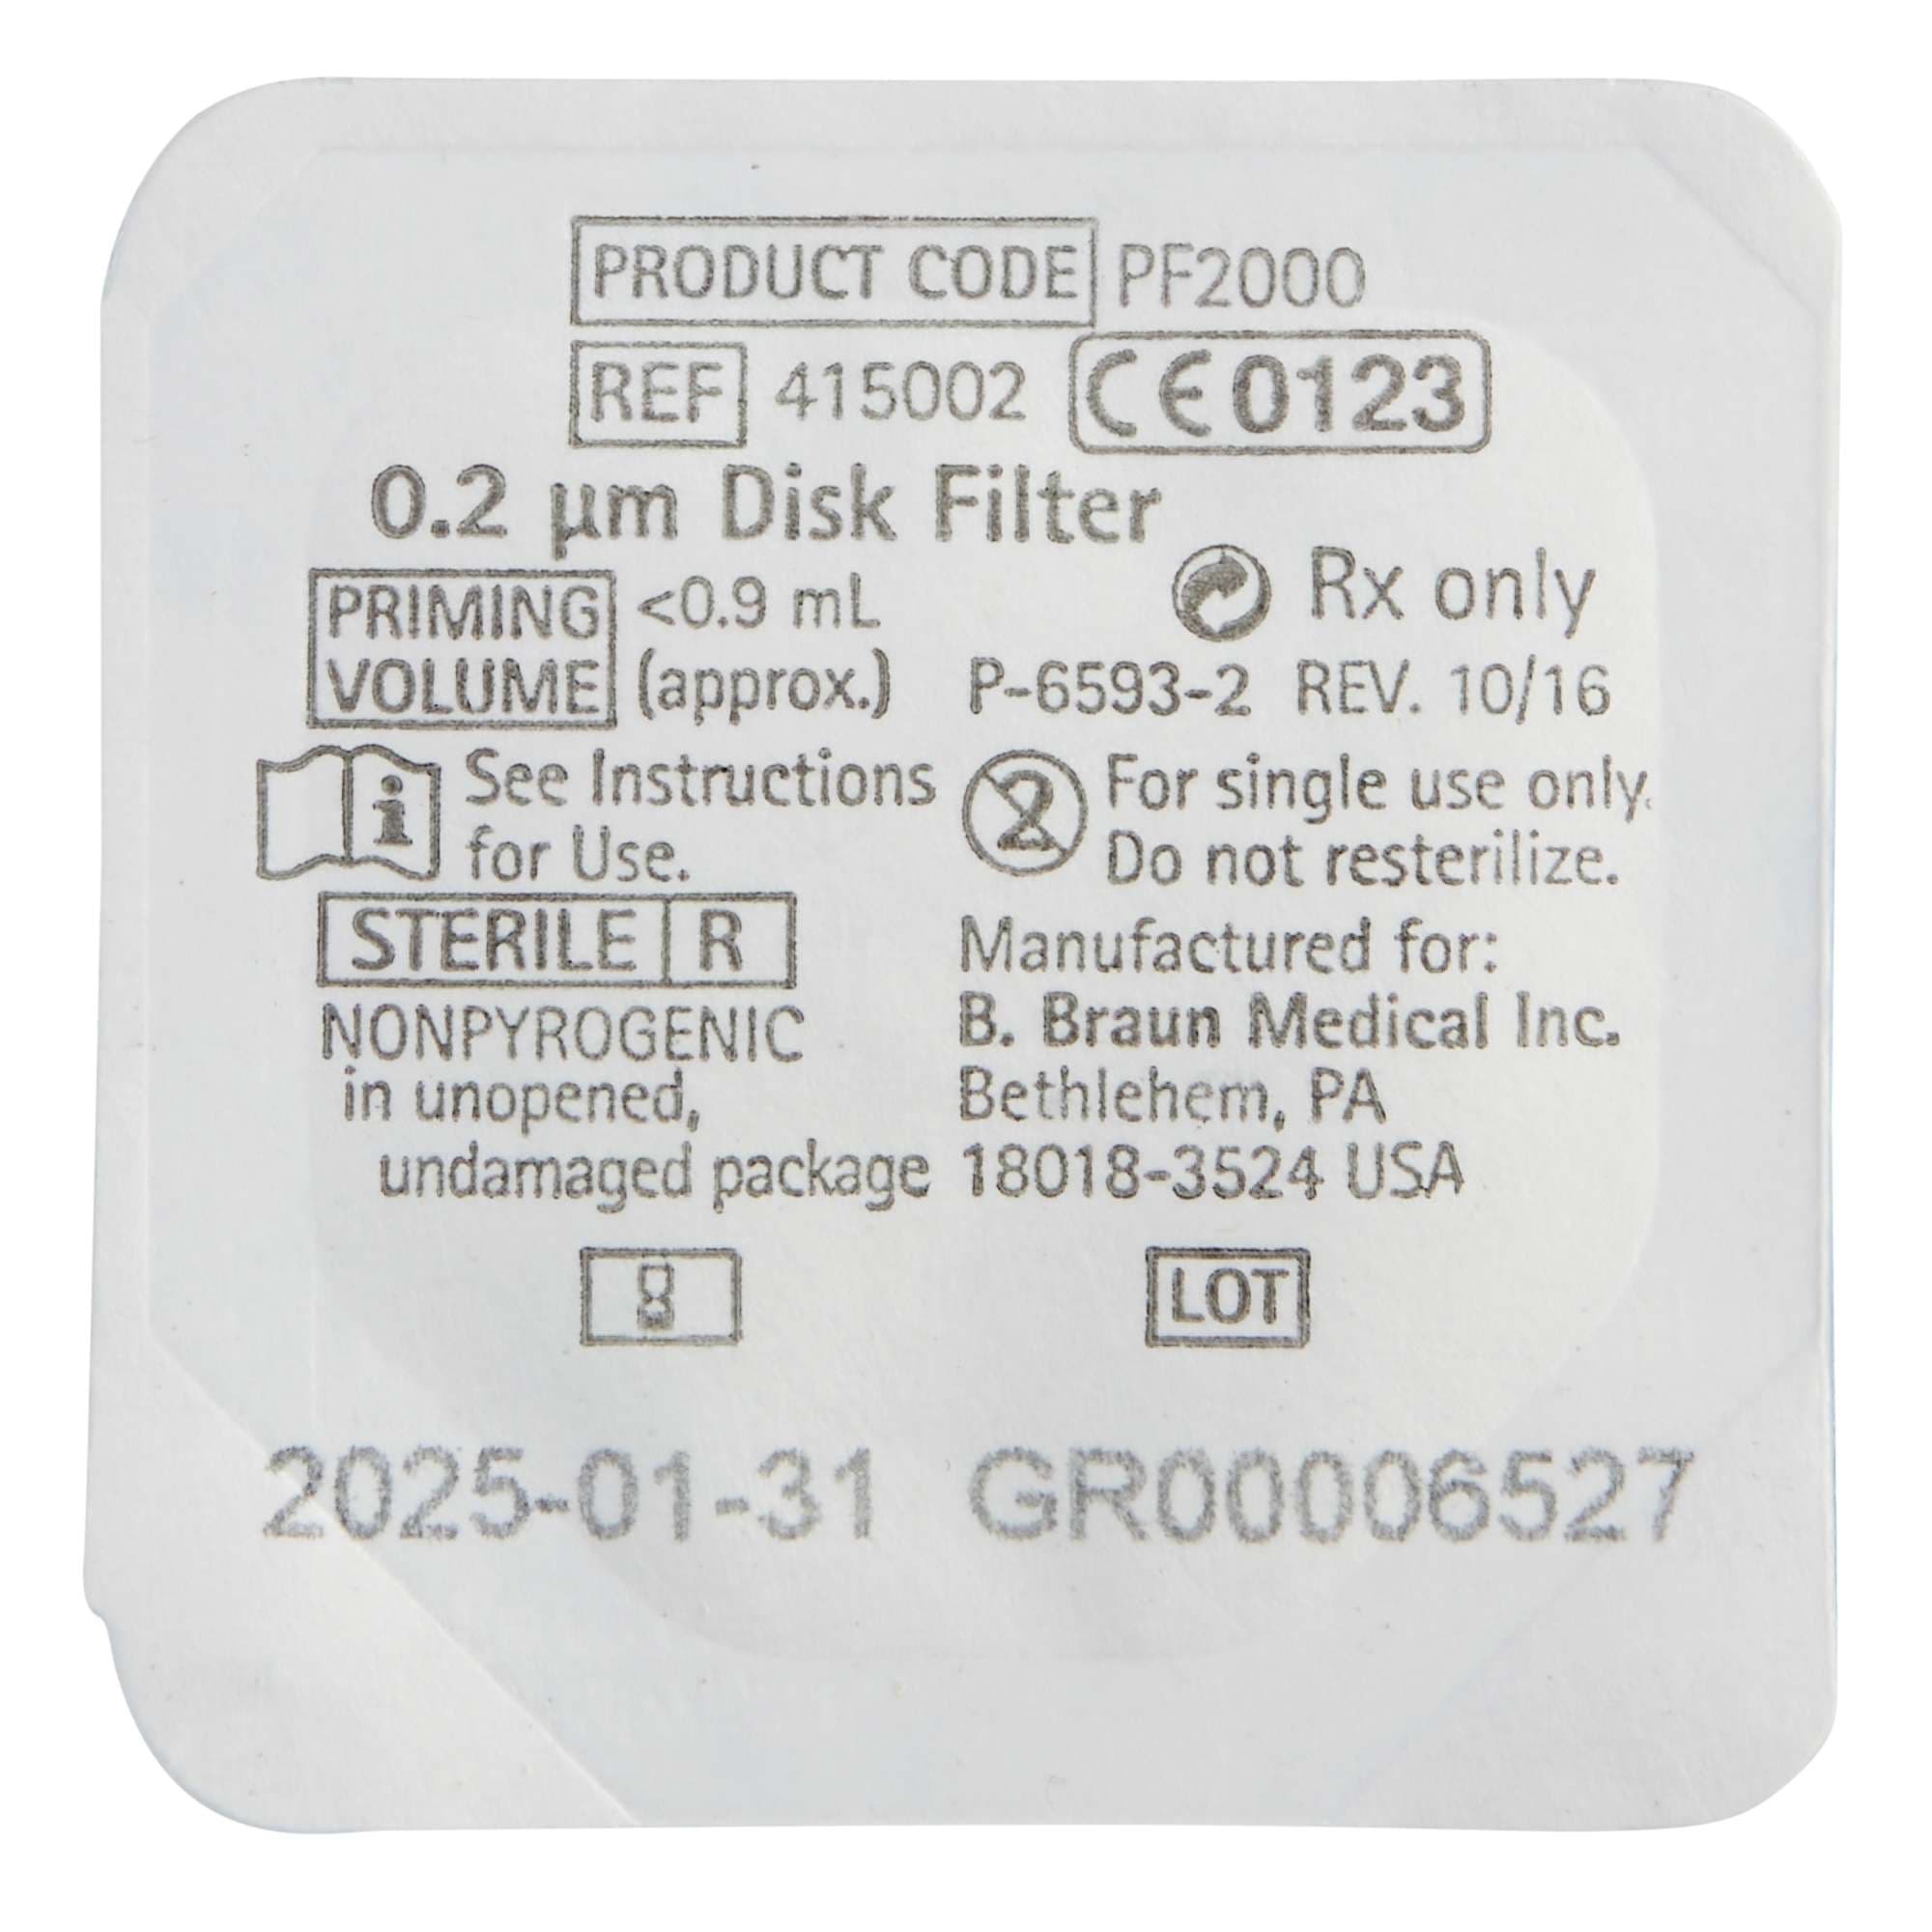 PRODUCT CODE PF2000
REF 415002 CE 0123
0.2 µm Disk Filter
PRIMING VOLUME <0.9 mL (approx.)
Rx only
P-6593-2 REV. 10/16
See Instructions
for Use.
2 For single use only.
Do not resterilize.
STERILE R
NONPYROGENIC
in unopened,
undamaged package
Manufactured for:
B. Braun Medical Inc.
Bethlehem, PA
18018-3524 USA
LOT
2025-01-31 GR00006527